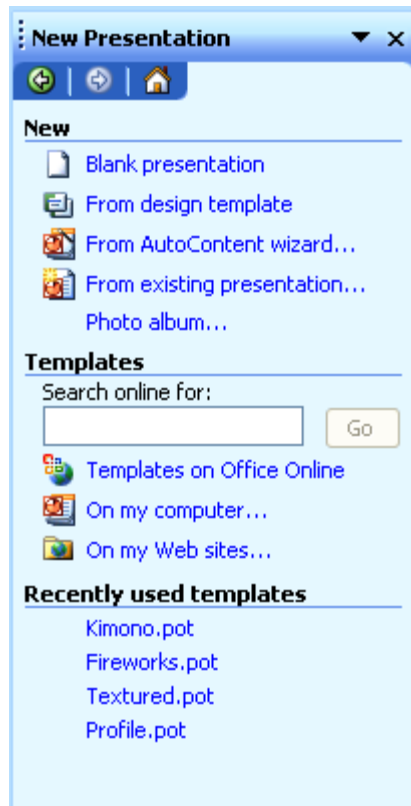 New Presentation
New
Blank presentation
From design template
From AutoContent wizard...
From existing presentation...
Photo album...
Templates
Search online for:
Go
Templates on Office Online
On my computer...
On my Web sites...
Recently used templates
Kimono.pot
Fireworks.pot
Textured.pot
Profile.pot